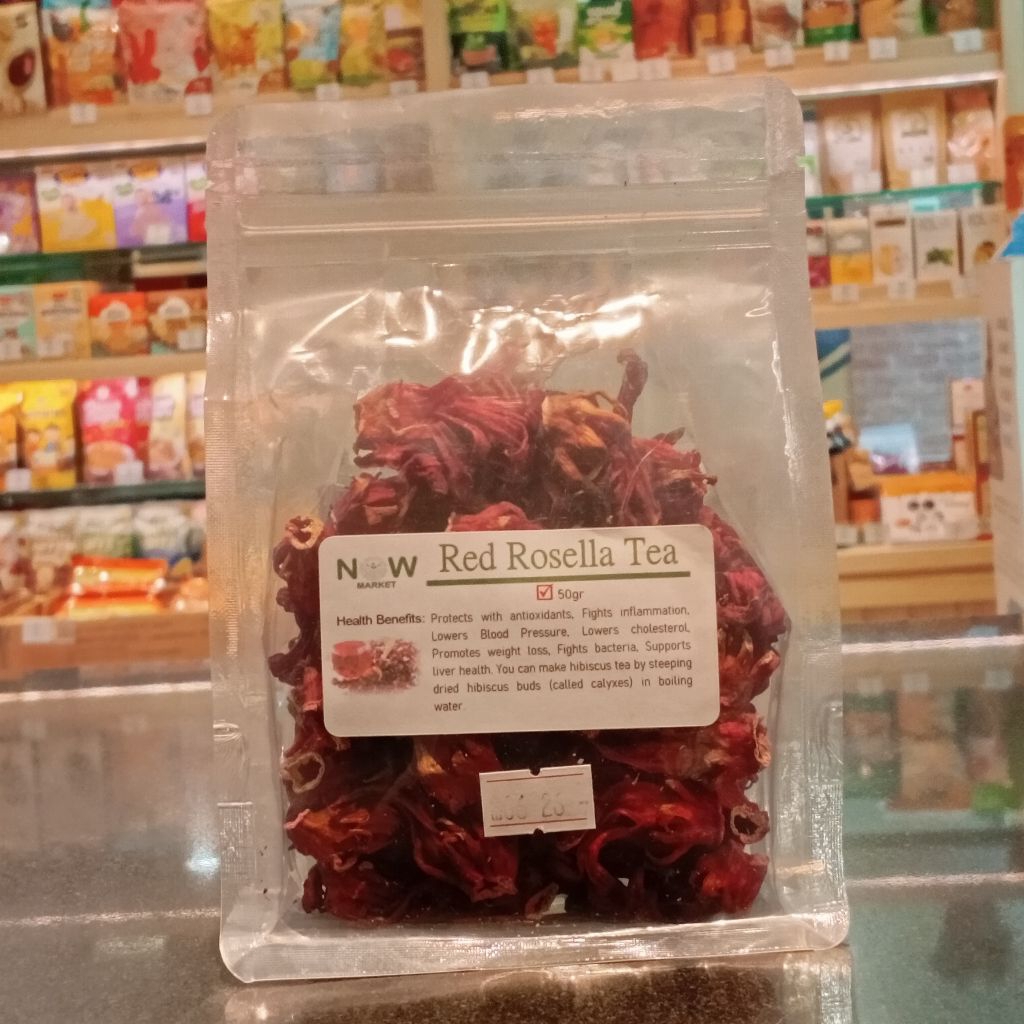 NOW
MARKET
Red Rosella Tea
50gr
Health Benefits: Protects with antioxidants, Fights inflammation,
Lowers Blood Pressure, Lowers cholesterol,
Promotes weight loss, Fights bacteria, Supports
liver health. You can make hibiscus tea by steeping
dried hibiscus buds (called calyxes) in boiling
water.